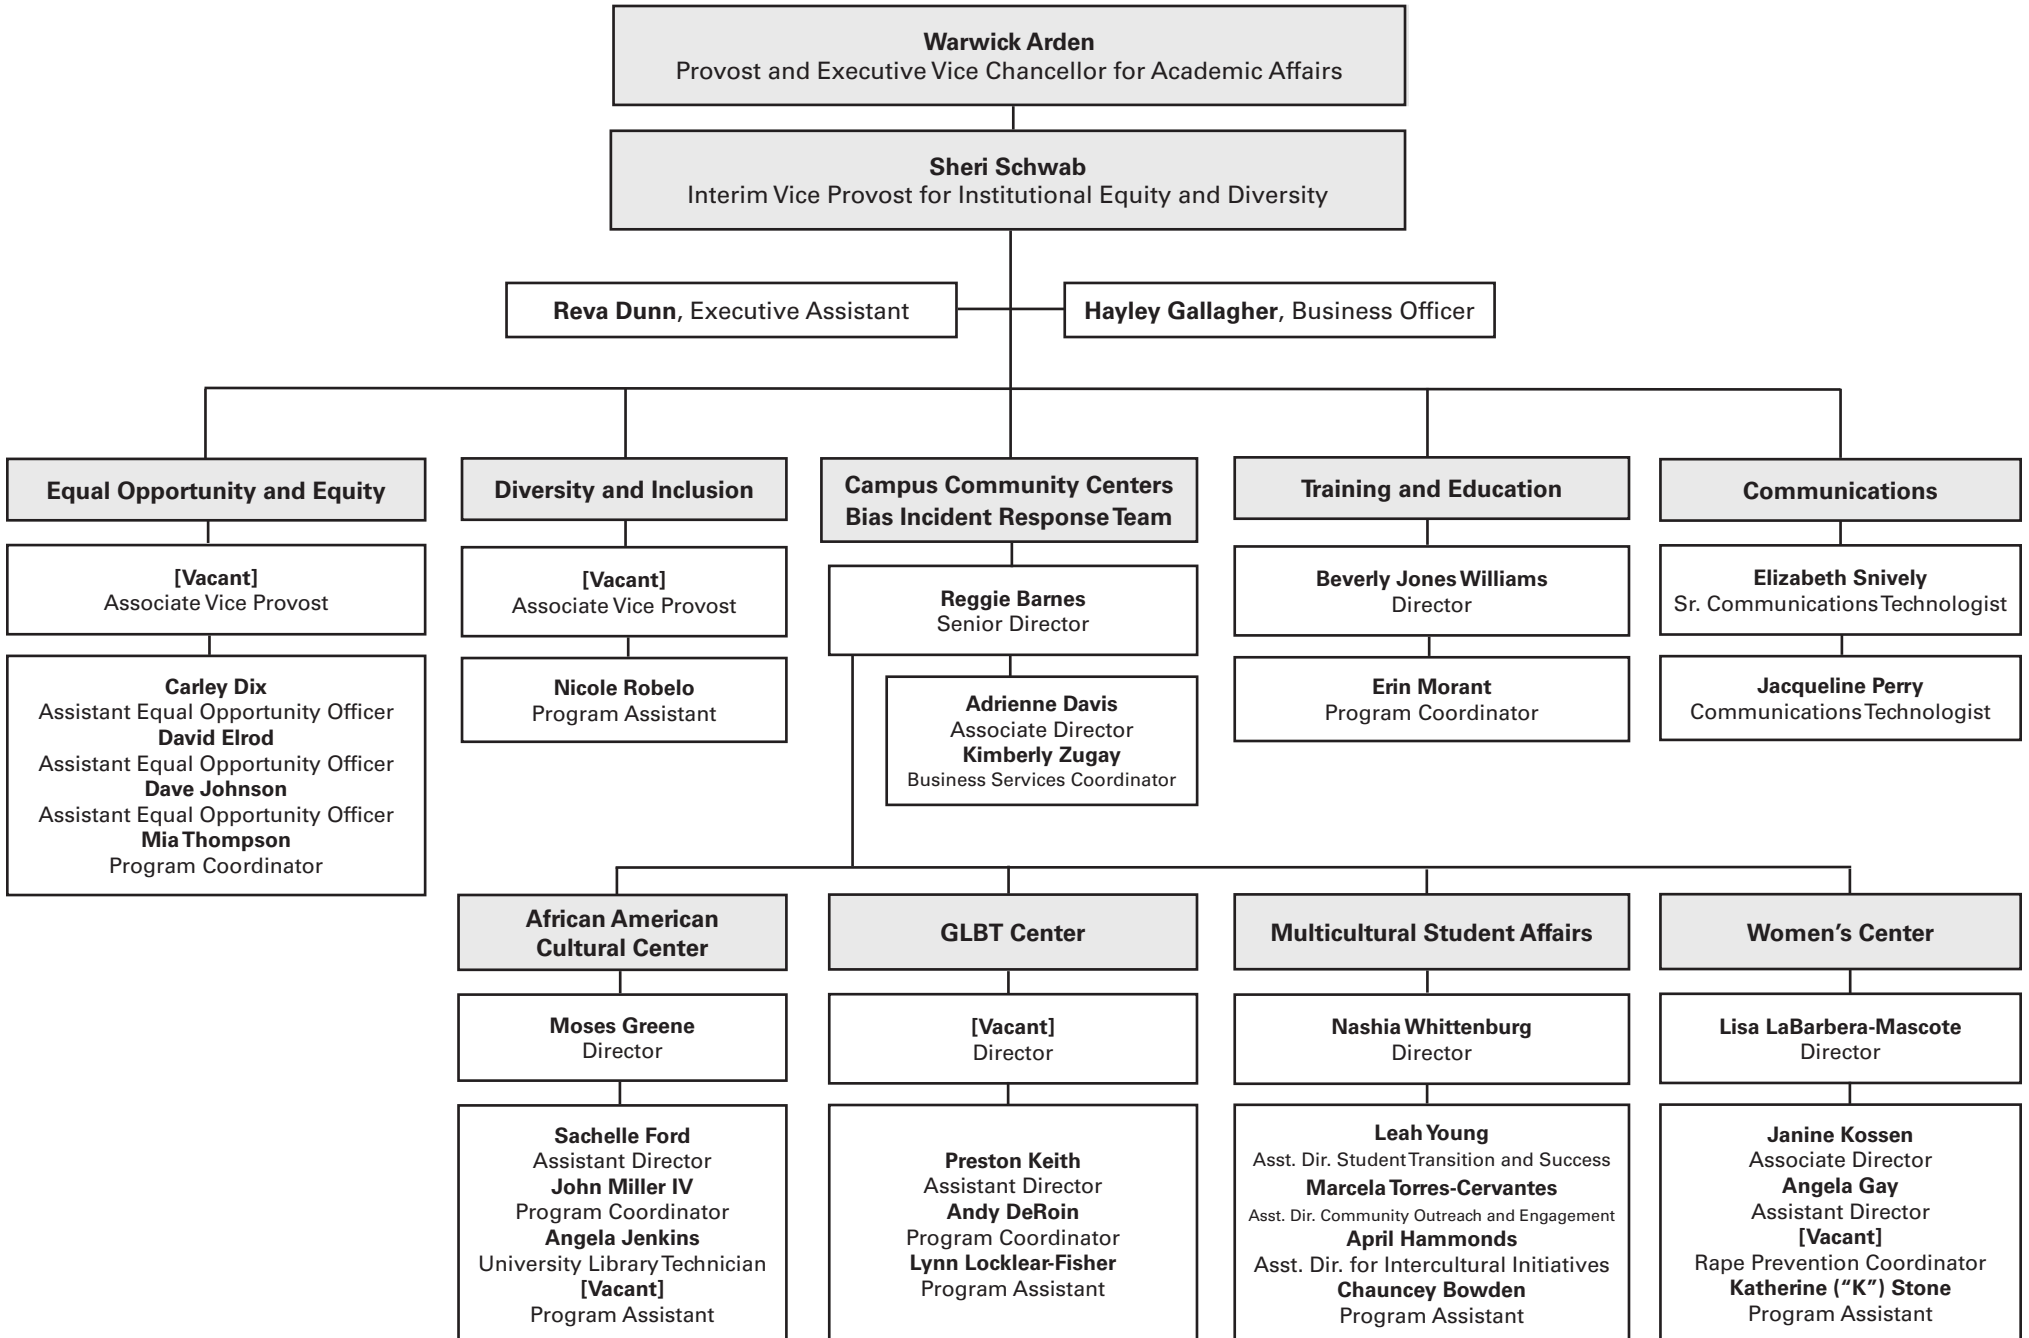 Warwick Arden
Provost and Executive Vice Chancellor for Academic Affairs
Sheri Schwab
Interim Vice Provost for Institutional Equity and Diversity
Reva Dunn, Executive Assistant
Hayley Gallagher, Business Officer
Equal Opportunity and Equity
[Vacant]
Associate Vice Provost
Carley Dix
Assistant Equal Opportunity Officer
David Elrod
Assistant Equal Opportunity Officer
Dave Johnson
Assistant Equal Opportunity Officer
Mia Thompson
Program Coordinator
Diversity and Inclusion
[Vacant]
Associate Vice Provost
Nicole Robelo
Program Assistant
Campus Community Centers
Bias Incident Response Team
Reggie Barnes
Senior Director
Adrienne Davis
Associate Director
Kimberly Zugay
Business Services Coordinator
Training and Education
Beverly Jones Williams
Director
Erin Morant
Program Coordinator
Communications
Elizabeth Snively
Sr. Communications Technologist
Jacqueline Perry
Communications Technologist
African American
Cultural Center
Moses Greene
Director
Sachelle Ford
Assistant Director
John Miller IV
Program Coordinator
Angela Jenkins
University Library Technician
[Vacant]
Program Assistant
GLBT Center
[Vacant]
Director
Preston Keith
Assistant Director
Andy DeRoin
Program Coordinator
Lynn Locklear-Fisher
Program Assistant
Multicultural Student Affairs
Nashia Whittenburg
Director
Leah Young
Asst. Dir. Student Transition and Success
Marcela Torres-Cervantes
Asst. Dir. Community Outreach and Engagement
April Hammonds
Asst. Dir. for Intercultural Initiatives
Chauncey Bowden
Program Assistant
Women's Center
Lisa LaBarbera-Mascote
Director
Janine Kossen
Associate Director
Angela Gay
Assistant Director
[Vacant]
Rape Prevention Coordinator
Katherine (“K”) Stone
Program Assistant